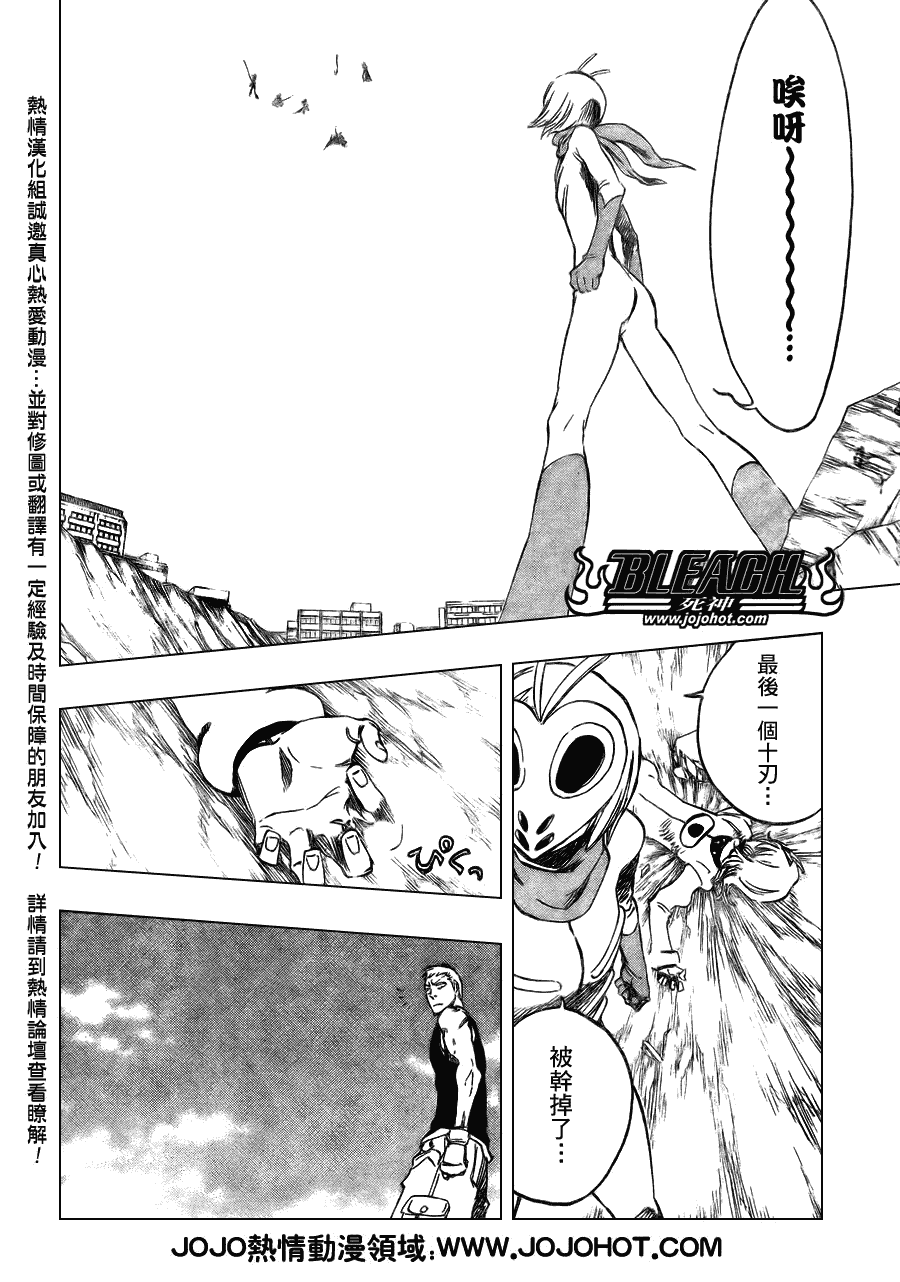 唉呀~~~~~~~~…
BLEACH
死神
www.jojohot.com
最後一個十刃…
被幹掉了…
ぴくっ
熱情漢化組誠邀真心熱愛動漫…並對修圖或翻譯有一定經驗及時間保障的朋友加入！ 詳情請到熱情論壇查看瞭解！
JOJO熱情動漫領域:WWW.JOJOHOT.COM